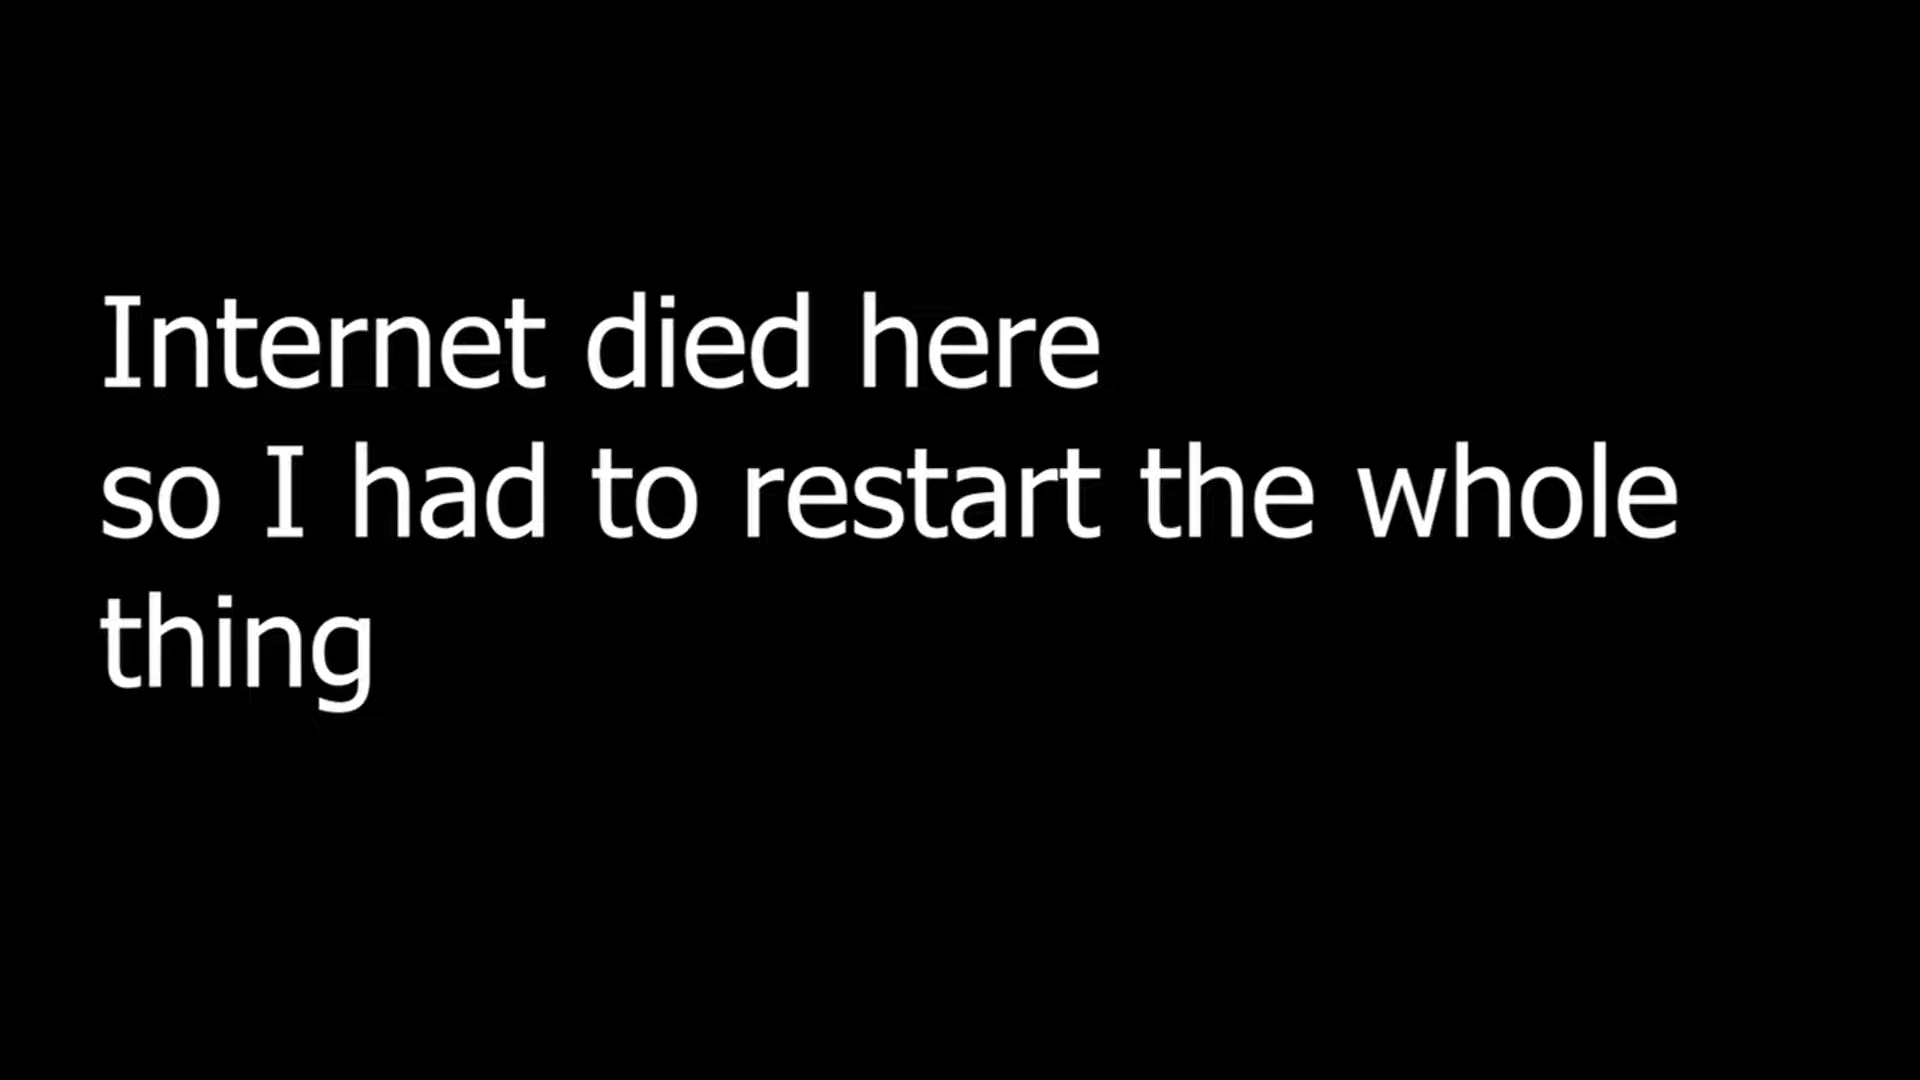 Internet died here
so I had to restart the whole
thing